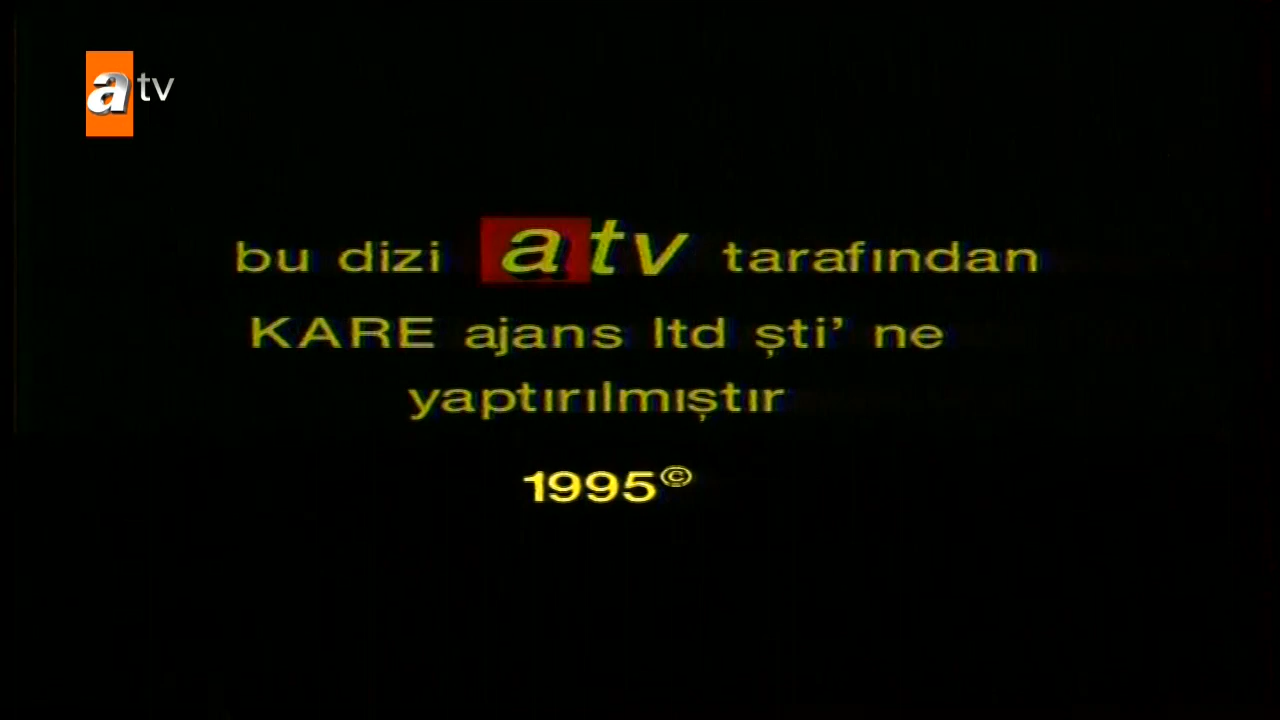 atv
bu dizi atv tarafından
KARE ajans ltd şti’ ne
yaptırılmıştır
1995©